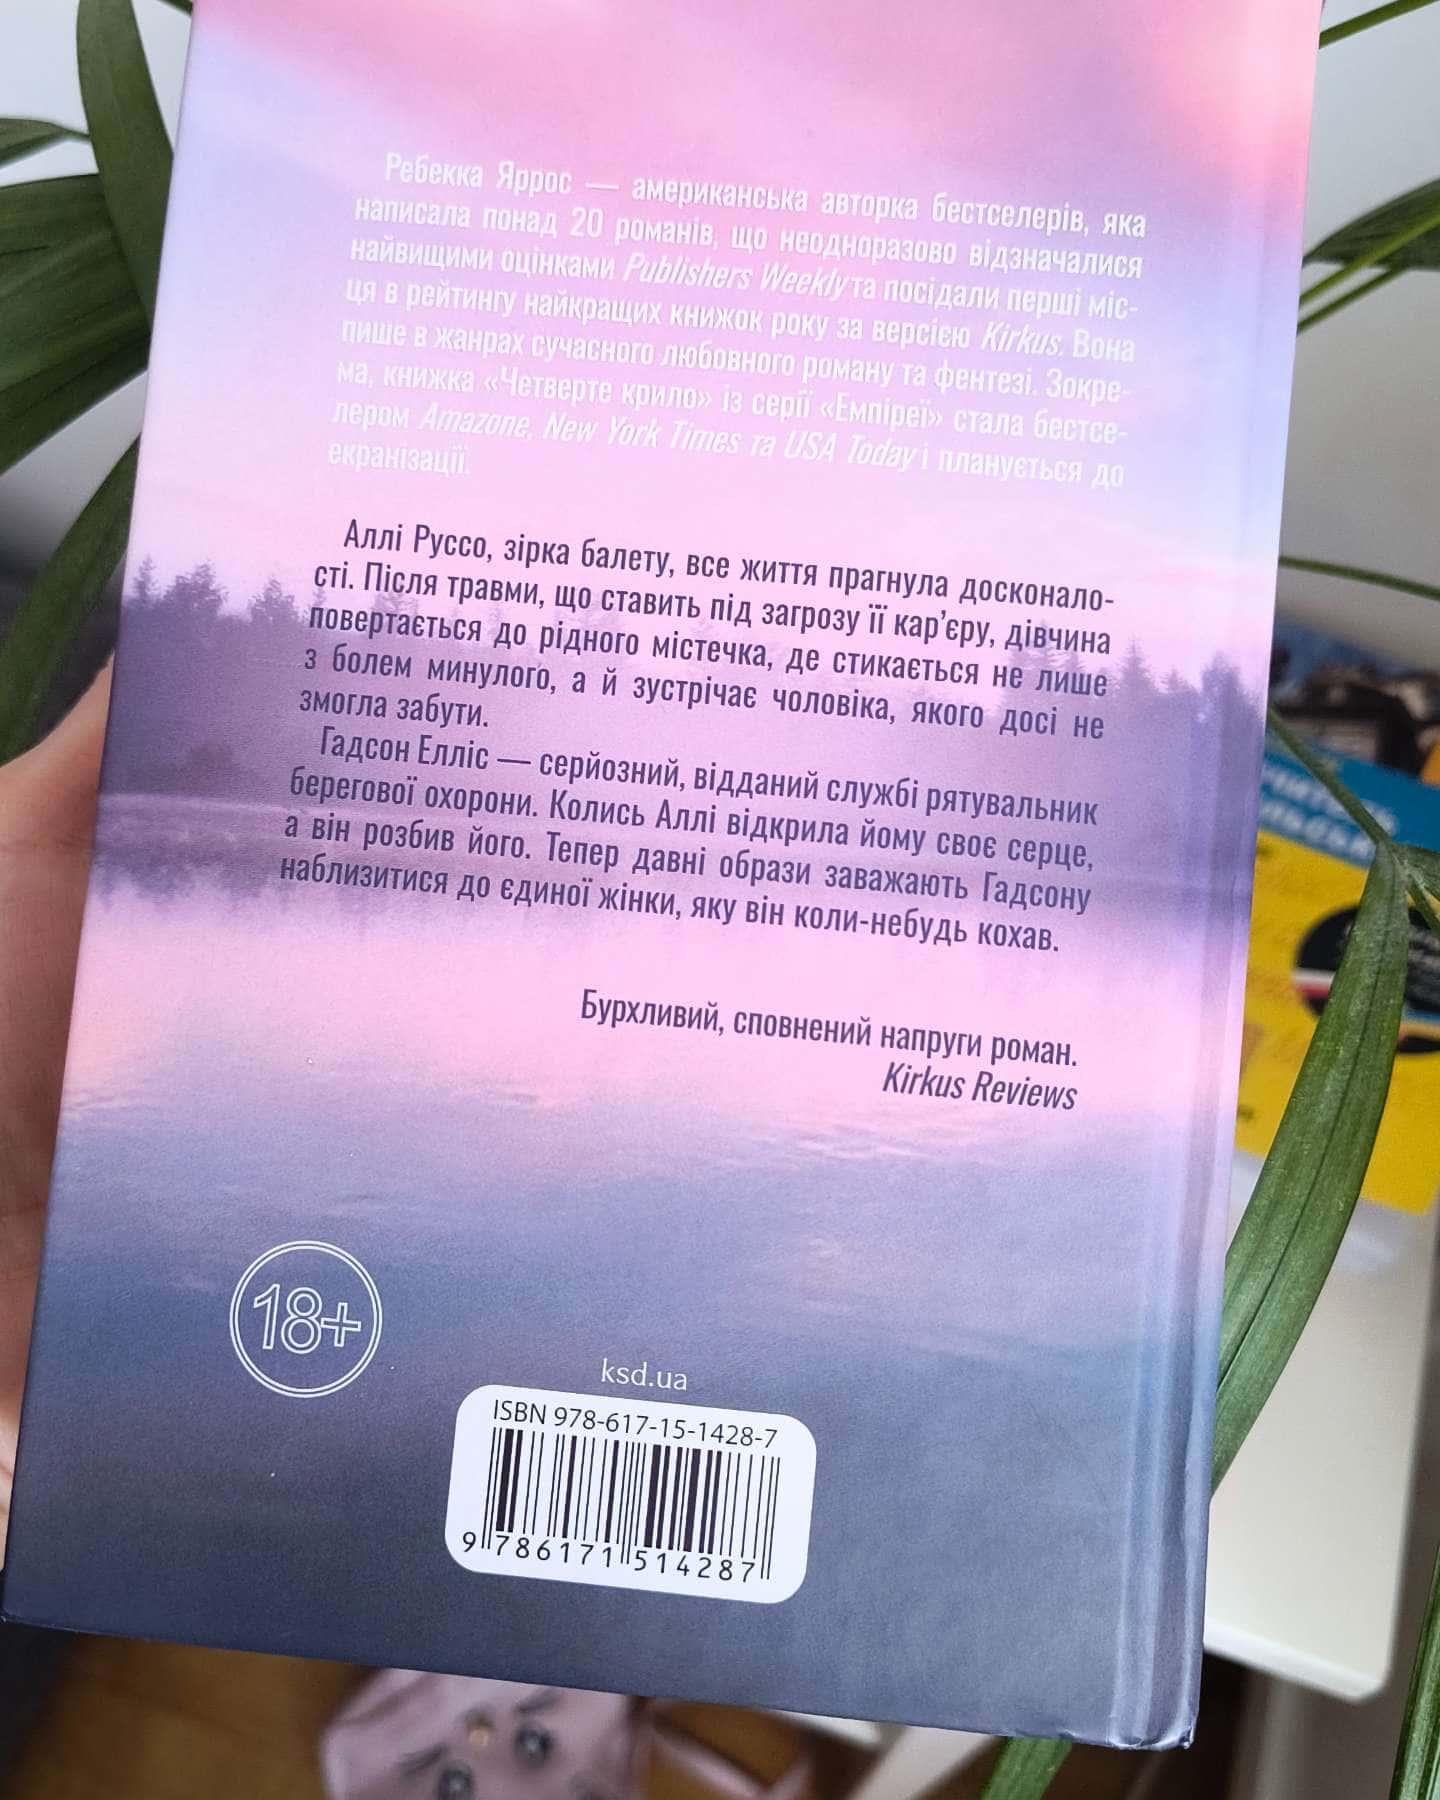 Ребекка Яррос — американська авторка бестселерів, яка
написала понад 20 романів, що неодноразово відзначалися
найвищими оцінками Publishers Weekly та посідали перші міс-
ця в рейтингу найкращих книжок року за версією Kirkus. Вона
пише в жанрах сучасного любовного роману та фентезі. Зокре-
ма, книжка «Четверте крило» із серії «Емпіреї» стала бестсе-
лером Amazone, New York Times та USA Today і планується до
екранізації.
Аллі Руссо, зірка балету, все життя прагнула досконало-
сті. Після травми, що ставить під загрозу її кар’єру, дівчина
повертається до рідного містечка, де стикається не лише
з болем минулого, а й зустрічає чоловіка, якого досі не
змогла забути.
Гадсон Елліс — серйозний, відданий службі рятувальник
берегової охорони. Колись Аллі відкрила йому своє серце,
а він розбив його. Тепер давні образи заважають Гадсону
наблизитися до єдиної жінки, яку він коли-небудь кохав.
Бурхливий, сповнений напруги роман.
Kirkus Reviews
18+
ksd.ua
ISBN 978-617-15-1428-7
9 786171 514287